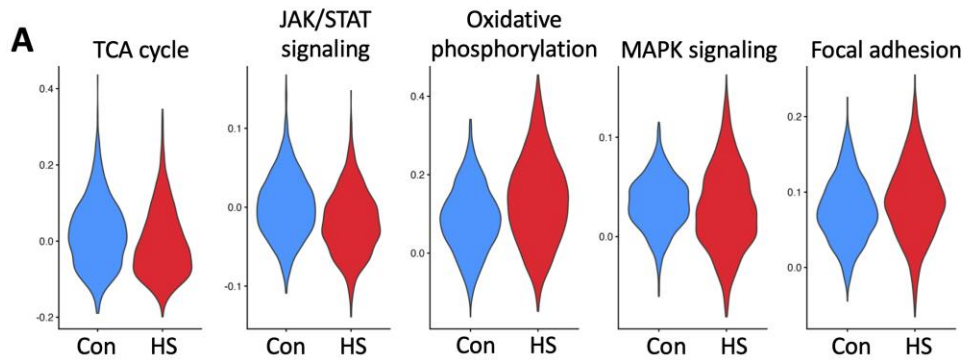 A
TCA cycle
JAK/STAT
signaling
Oxidative
phosphorylation
MAPK signaling
Focal adhesion
0.4
0.2
0.0
-0.2
0.1
0.0
-0.1
0.4
0.2
0.0
0.1
0.0
0.2
0.1
0.0
Con HS
Con HS
Con HS
Con HS
Con HS